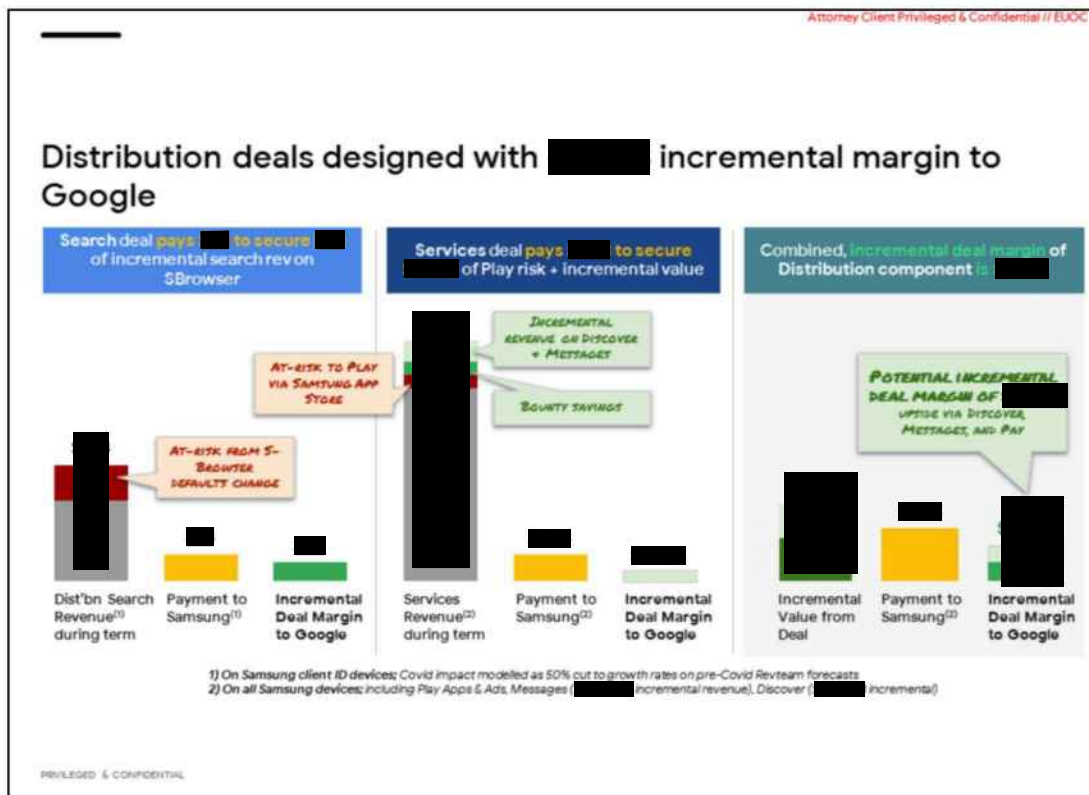 Attorney Client Privileged & Confidential // EUOC
Distribution deals designed with incremental margin to
Google
Search deal pays to secure
of incremental search rev on
SBrowser
Services deal pays to secure
of Play risk + incremental value
Combined, incremental deal margin of
Distribution component is
INCREMENTAL
REVENUE ON DISCOVER
+ MESSAGES
AT-RISK TO PLAY
VIA SAMSUNG APP
STORE
BOUNTY SAVINGS
AT-RISK FROM S-
BROWSER
DEFAULTS CHANGE
POTENTIAL INCREMENTAL
DEAL MARGIN OF
UPSIDE VIA DISCOVER,
MESSAGES, AND PAY
Dist'bn Search
Revenue(1)
during term
Payment to
Samsung(1)
Incremental
Deal Margin
to Google
Services
Revenue(2)
during term
Payment to
Samsung(2)
Incremental
Deal Margin
to Google
Incremental
Value from
Deal
Payment to
Samsung(2)
Incremental
Deal Margin
to Google
1) On Samsung client ID devices; Covid impact modelled as 50% cut to growth rates on pre-Covid Revteam forecasts
2) On all Samsung devices; including Play Apps & Ads, Messages ( incremental revenue), Discover ( incremental)
PRIVILEGED & CONFIDENTIAL